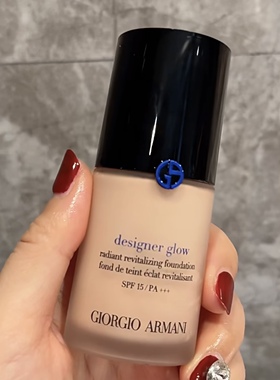 designer glow
radiant revitalizing foundation
fond de teint éclat revitalisant
SPF 15/PA +++
GIORGIO ARMANI